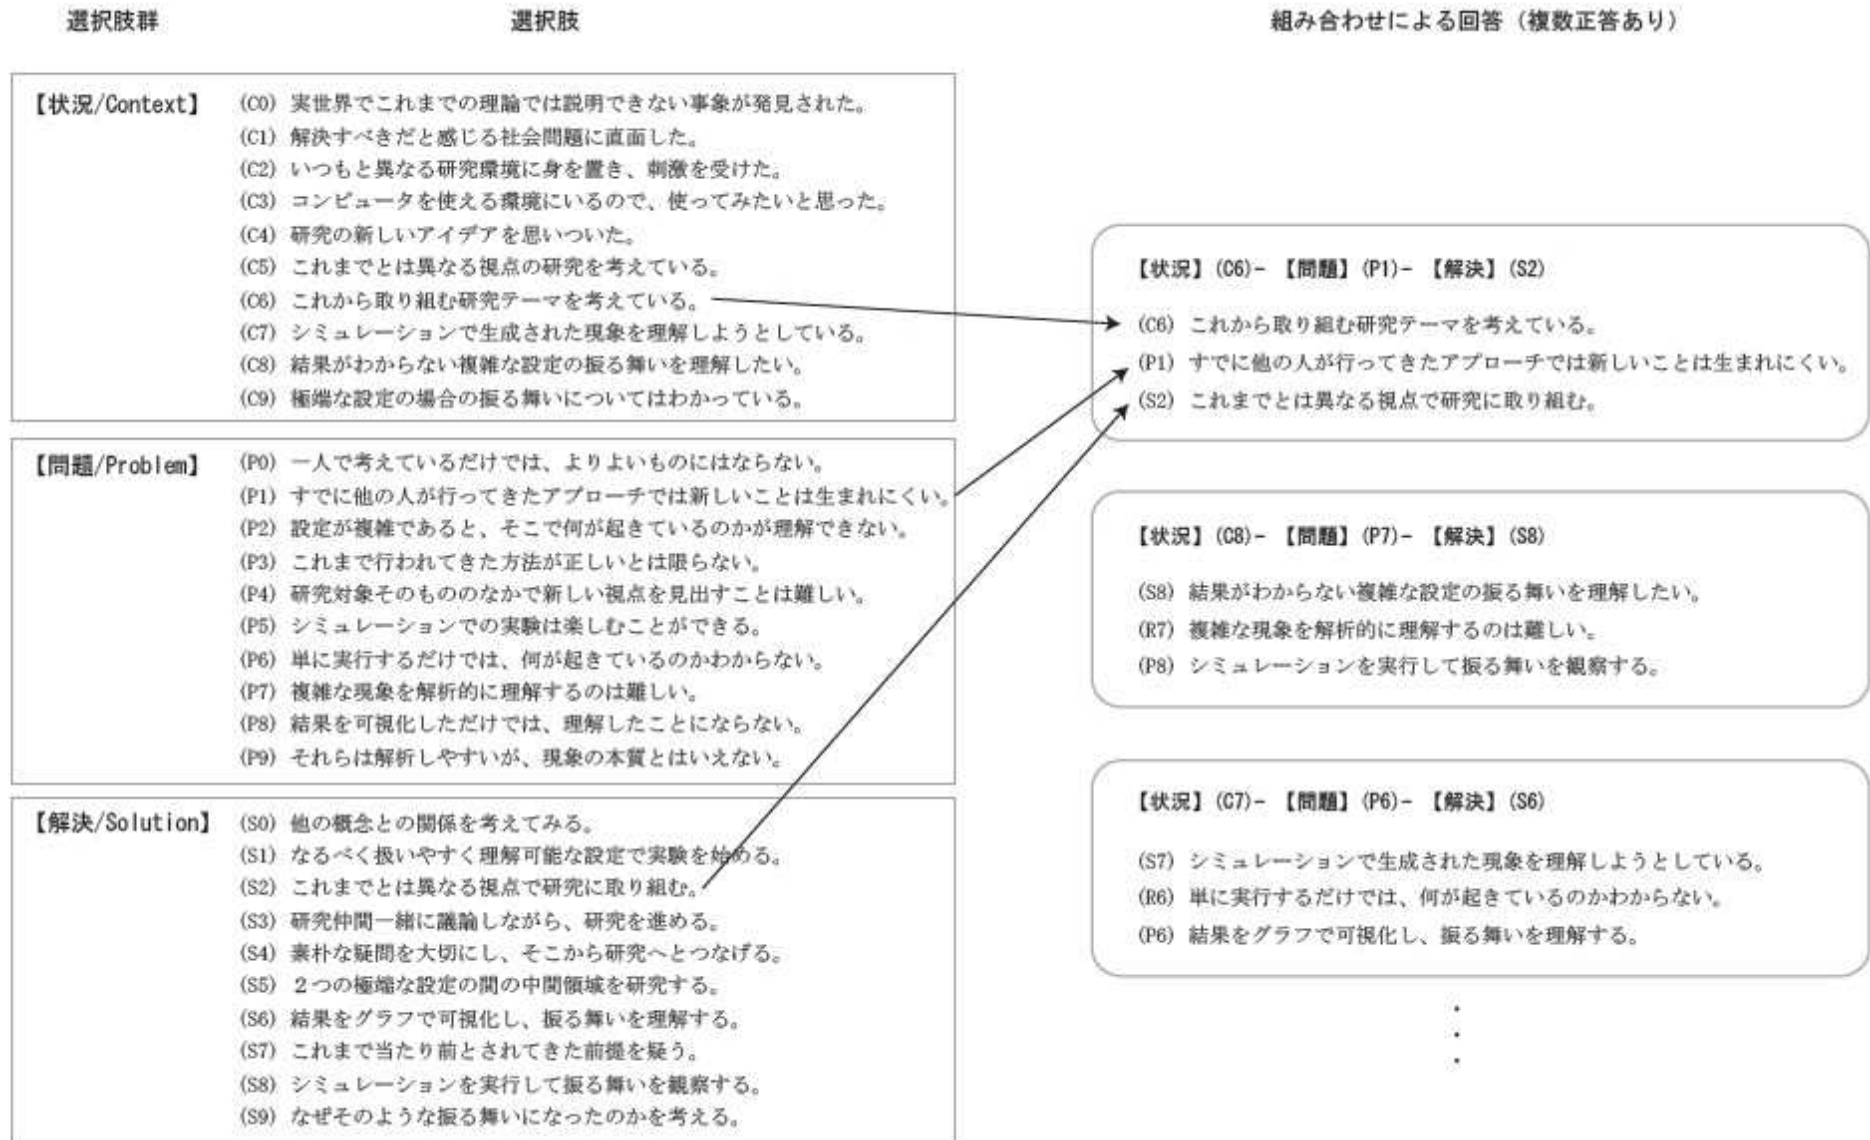 選択肢群
選択肢
組み合わせによる回答（複数正答あり）
【状況/Context】
(C0) 実世界でこれまでの理論では説明できない事象が発見された。
(C1) 解決すべきだと感じる社会問題に直面した。
(C2) いつもと異なる研究環境に身を置き、刺激を受けた。
(C3) コンピュータを使える環境にいるので、使ってみたいと思った。
(C4) 研究の新しいアイデアを思いついた。
(C5) これまでとは異なる視点の研究を考えている。
(C6) これから取り組む研究テーマを考えている。
(C7) シミュレーションで生成された現象を理解しようとしている。
(C8) 結果がわからない複雑な設定の振る舞いを理解したい。
(C9) 極端な設定の場合の振る舞いについてはわかっている。
【問題/Problem】
(P0) 一人で考えているだけでは、よりよいものにはならない。
(P1) すでに他の人が行ってきたアプローチでは新しいことは生まれにくい。
(P2) 設定が複雑であると、そこで何が起きているのかが理解できない。
(P3) これまで行われてきた方法が正しいとは限らない。
(P4) 研究対象そのもののなかで新しい視点を見出すことは難しい。
(P5) シミュレーションでの実験は楽しむことができる。
(P6) 単に実行するだけでは、何が起きているのかわからない。
(P7) 複雑な現象を解析的に理解するのは難しい。
(P8) 結果を可視化しただけでは、理解したことにならない。
(P9) それらは解析しやすいが、現象の本質とはいえない。
【解決/Solution】
(S0) 他の概念との関係を考えてみる。
(S1) なるべく扱いやすく理解可能な設定で実験を始める。
(S2) これまでとは異なる視点で研究に取り組む。
(S3) 研究仲間一緒に議論しながら、研究を進める。
(S4) 素朴な疑問を大切にし、そこから研究へとつなげる。
(S5) ２つの極端な設定の間の中間領域を研究する。
(S6) 結果をグラフで可視化し、振る舞いを理解する。
(S7) これまで当たり前とされてきた前提を疑う。
(S8) シミュレーションを実行して振る舞いを観察する。
(S9) なぜそのような振る舞いになったのかを考える。
【状況】(C6)- 【問題】(P1)- 【解決】(S2)
(C6) これから取り組む研究テーマを考えている。
(P1) すでに他の人が行ってきたアプローチでは新しいことは生まれにくい。
(S2) これまでとは異なる視点で研究に取り組む。
【状況】(C8)- 【問題】(P7)- 【解決】(S8)
(S8) 結果がわからない複雑な設定の振る舞いを理解したい。
(R7) 複雑な現象を解析的に理解するのは難しい。
(P8) シミュレーションを実行して振る舞いを観察する。
【状況】(C7)- 【問題】(P6)- 【解決】(S6)
(S7) シミュレーションで生成された現象を理解しようとしている。
(R6) 単に実行するだけでは、何が起きているのかわからない。
(P6) 結果をグラフで可視化し、振る舞いを理解する。